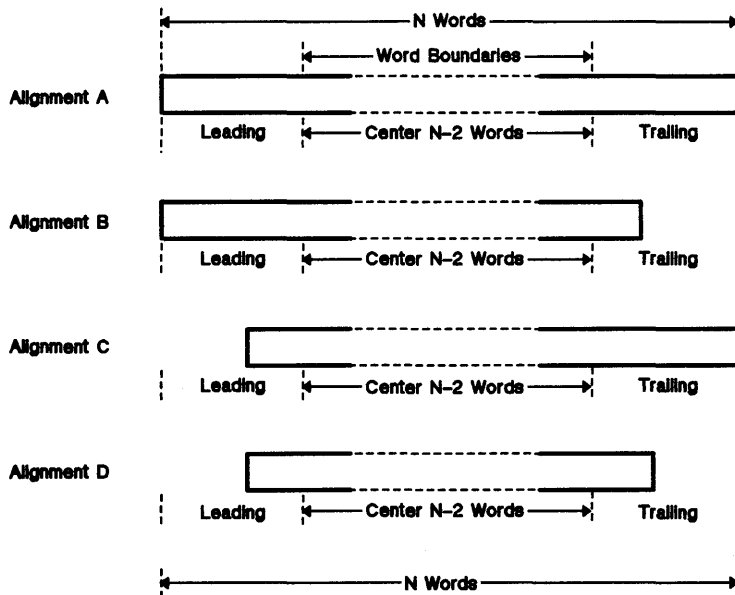 N Words
Word Boundaries
Alignment A
Leading Center N-2 Words Trailing
Alignment B
Leading Center N-2 Words Trailing
Alignment C
Leading Center N-2 Words Trailing
Alignment D
Leading Center N-2 Words Trailing
N Words